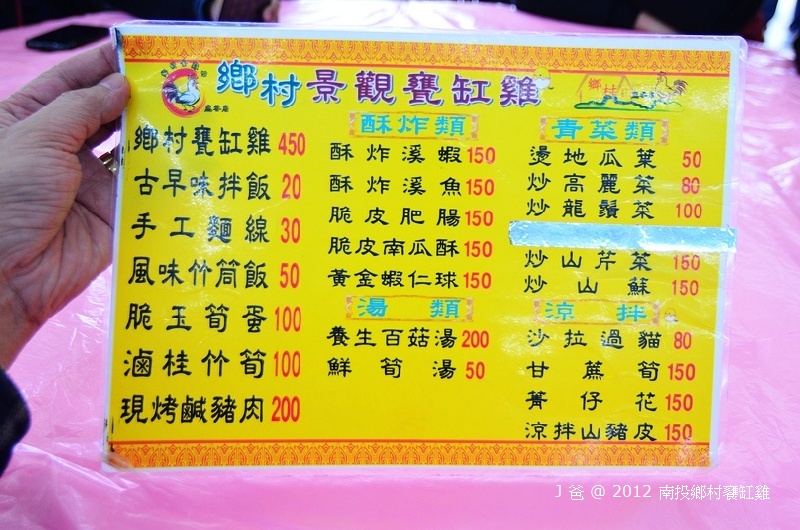 鄉村景觀甕缸雞
鄉村
鄉村甕缸雞 450
古早味拌飯 20
手工麵線 30
風味竹筒飯 50
脆玉筍蛋 100
滷桂竹筍 100
現烤鹹豬肉 200
酥炸類
酥炸溪蝦 150
酥炸溪魚 150
脆皮肥腸 150
脆皮南瓜酥 150
黃金蝦仁球 150
湯類
養生百菇湯 200
鮮筍湯 50
青菜類
燙地瓜葉 50
炒高麗菜 80
炒龍鬚菜 100
炒山芹菜 150
炒山蘇 150
涼拌
沙拉過貓 80
甘蔗筍 150
菁仔花 150
涼拌山豬皮 150
J 爸 @ 2012 南投鄉村甕缸雞